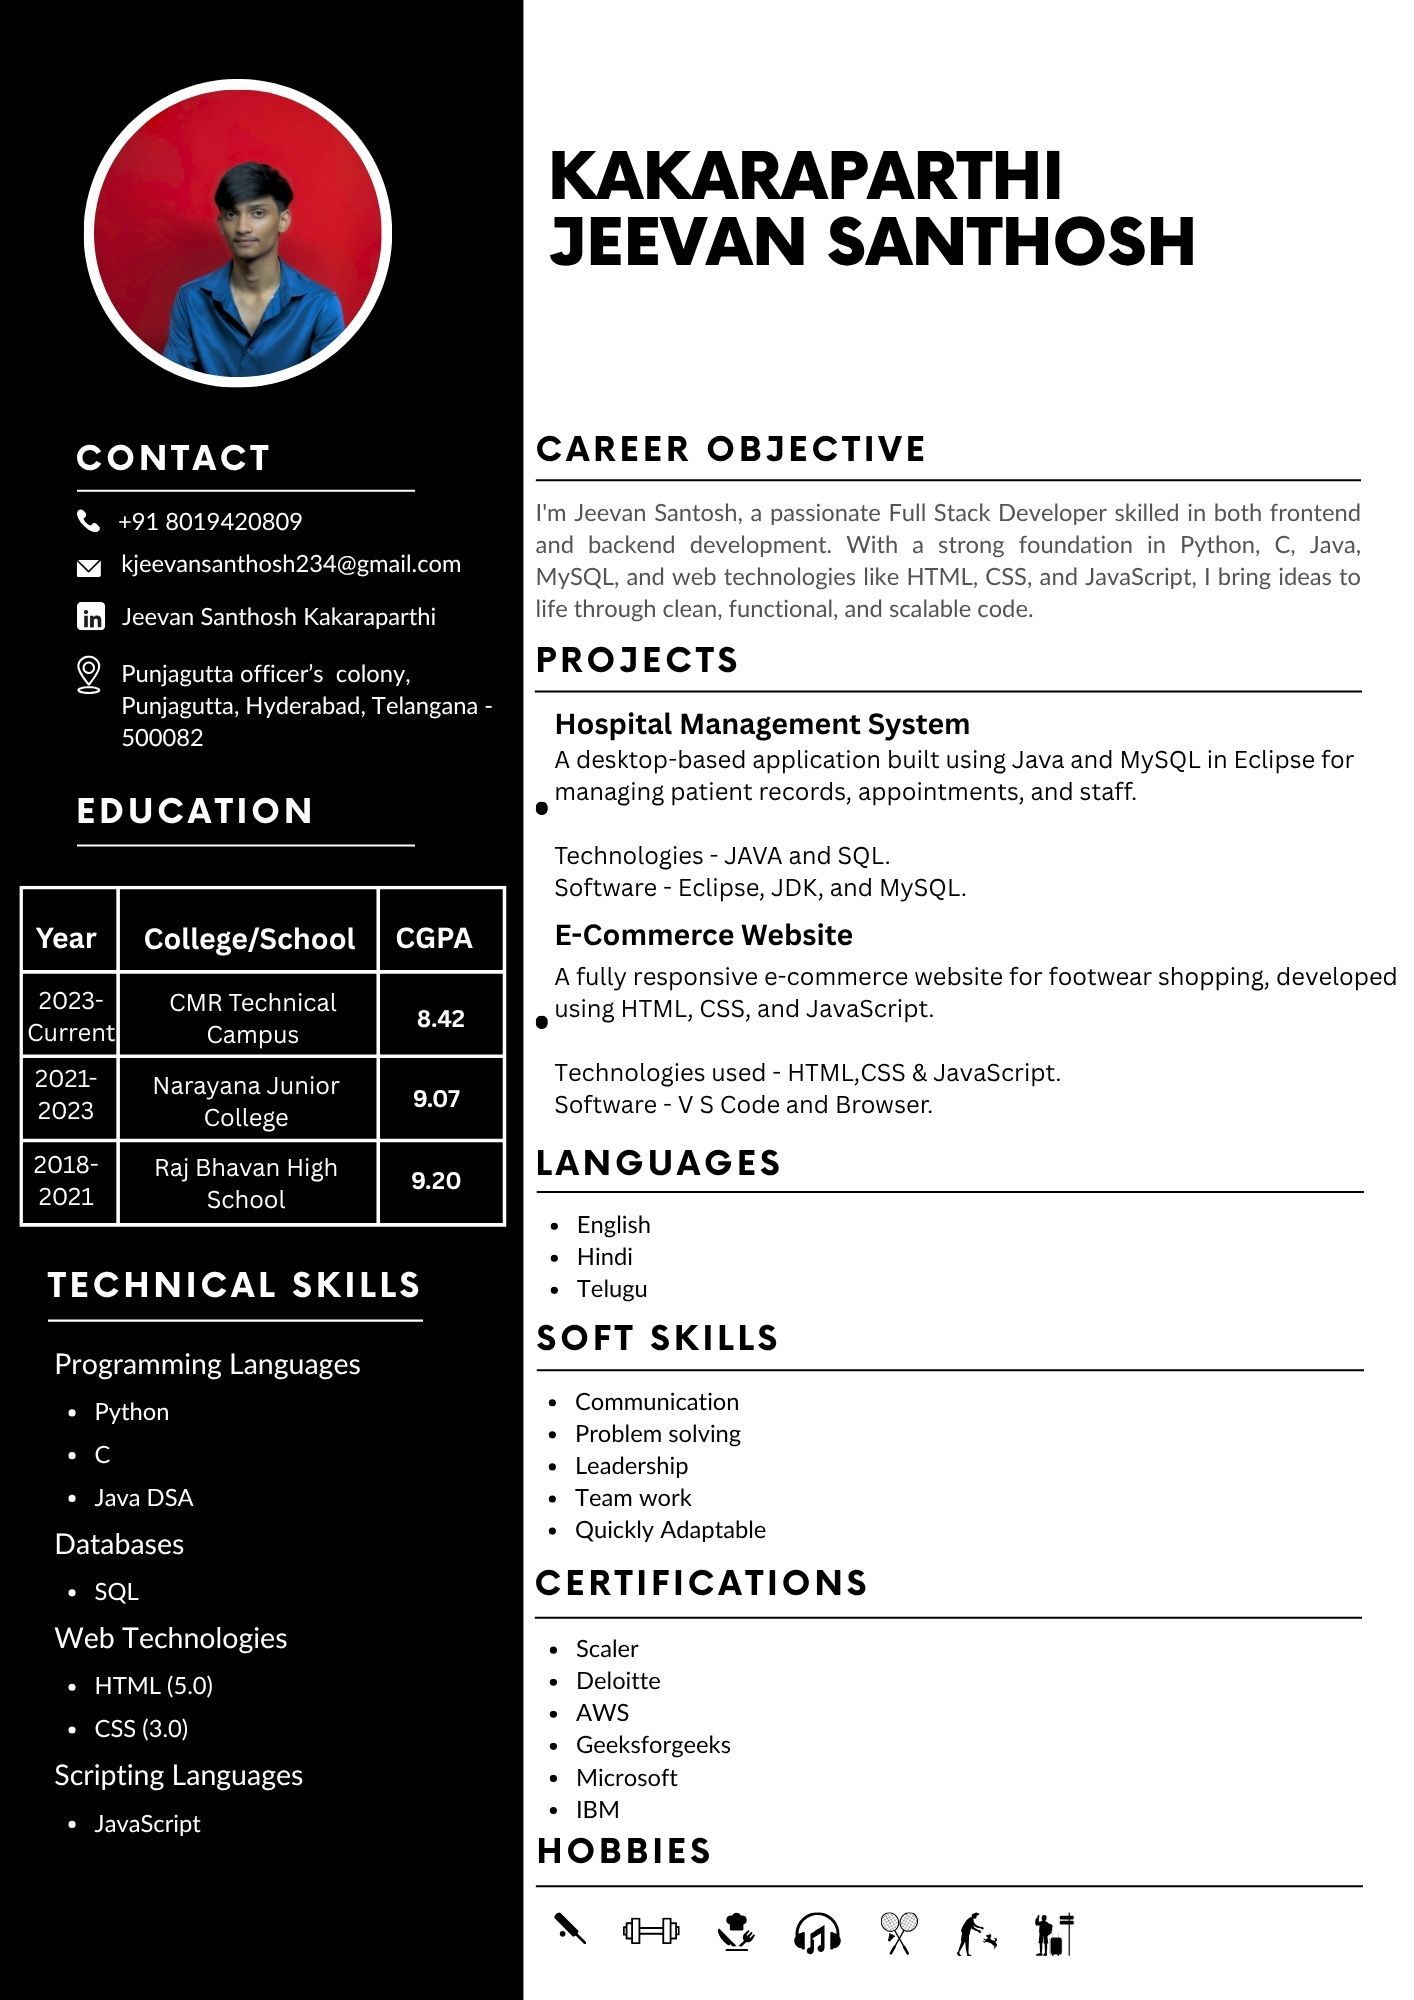 KAKARAPARTHI
JEEVAN SANTHOSH
CONTACT
+91 8019420809
kjeevansanthosh234@gmail.com
in
Jeevan Santhosh Kakaraparthi
Punjagutta officer’s  colony,
Punjagutta, Hyderabad, Telangana -
500082
EDUCATION
Year College/School CGPA
2023-
Current
CMR Technical
Campus
8.42
2021-
2023
Narayana Junior
College
9.07
2018-
2021
Raj Bhavan High
School
9.20
TECHNICAL SKILLS
Programming Languages
• Python
• C
• Java DSA
Databases
• SQL
Web Technologies
• HTML (5.0)
• CSS (3.0)
Scripting Languages
• JavaScript
CAREER OBJECTIVE
I'm Jeevan Santosh, a passionate Full Stack Developer skilled in both frontend
and backend development. With a strong foundation in Python, C, Java,
MySQL, and web technologies like HTML, CSS, and JavaScript, I bring ideas to
life through clean, functional, and scalable code.
PROJECTS
Hospital Management System
A desktop-based application built using Java and MySQL in Eclipse for
managing patient records, appointments, and staff.
Technologies - JAVA and SQL.
Software - Eclipse, JDK, and MySQL.
E-Commerce Website
A fully responsive e-commerce website for footwear shopping, developed
using HTML, CSS, and JavaScript.
Technologies used - HTML,CSS & JavaScript.
Software - V S Code and Browser.
LANGUAGES
• English
• Hindi
• Telugu
SOFT SKILLS
• Communication
• Problem solving
• Leadership
• Team work
• Quickly Adaptable
CERTIFICATIONS
• Scaler
• Deloitte
• AWS
• Geeksforgeeks
• Microsoft
• IBM
HOBBIES